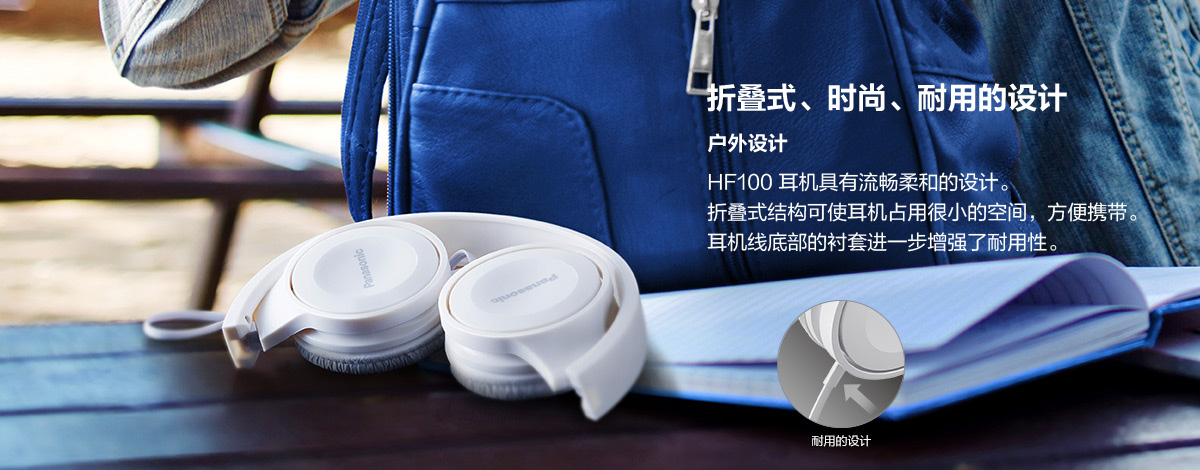 折叠式、时尚、耐用的设计
户外设计
HF100 耳机具有流畅柔和的设计。
折叠式结构可使耳机占用很小的空间，方便携带。
耳机线底部的衬套进一步增强了耐用性。
Panasonic
Panasonic
耐用的设计